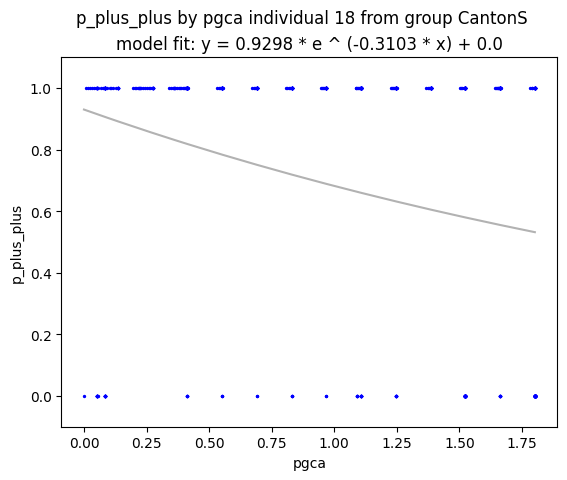 p_plus_plus by pgca individual 18 from group CantonS
model fit: y = 0.9298 * e ^ (-0.3103 * x) + 0.0
1.0
0.8
0.6
0.4
0.2
0.0
p_plus_plus
0.00 0.25 0.50 0.75 1.00 1.25 1.50 1.75
pgca